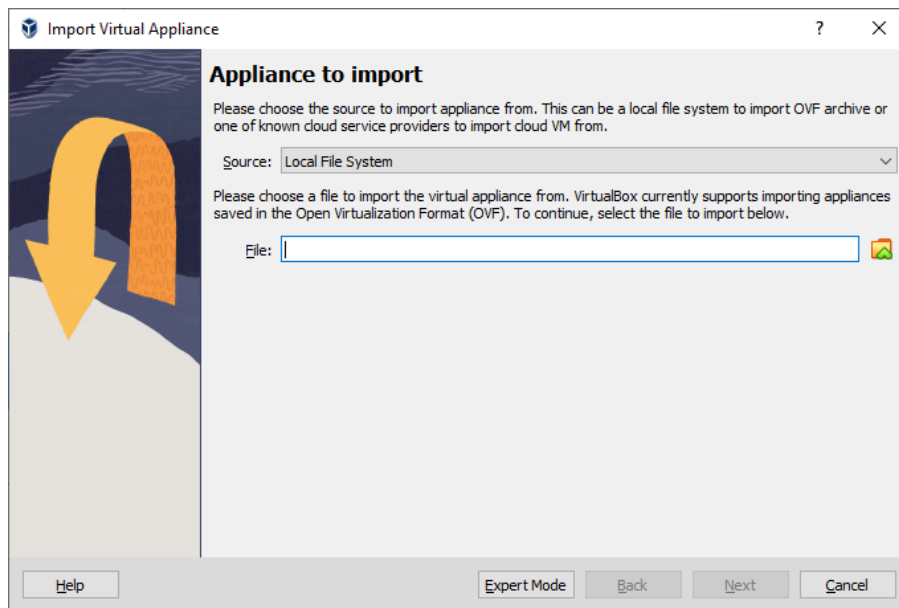 Import Virtual Appliance
?
Appliance to import
Please choose the source to import appliance from. This can be a local file system to import OVF archive or
one of known cloud service providers to import cloud VM from.
Source: Local File System
Please choose a file to import the virtual appliance from. VirtualBox currently supports importing appliances
saved in the Open Virtualization Format (OVF). To continue, select the file to import below.
File:
Help Expert Mode Back Next Cancel